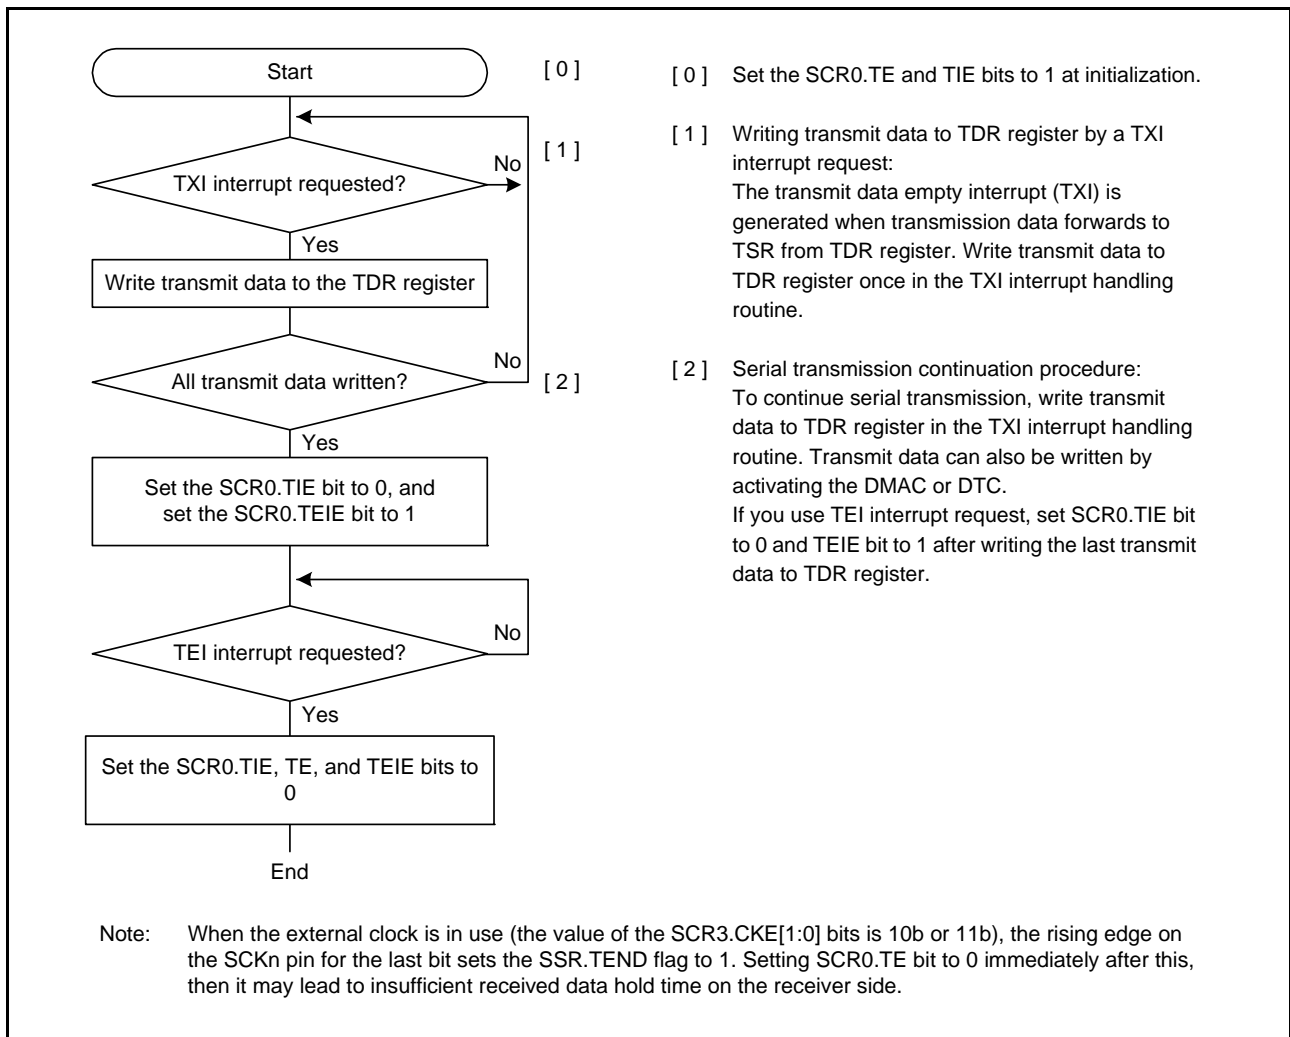 Start
[ 0 ]
TXI interrupt requested?
No
[ 1 ]
Yes
Write transmit data to the TDR register
All transmit data written?
No
[ 2 ]
Yes
Set the SCR0.TIE bit to 0, and
set the SCR0.TEIE bit to 1
TEI interrupt requested?
No
Yes
Set the SCR0.TIE, TE, and TEIE bits to
0
End
[ 0 ] Set the SCR0.TE and TIE bits to 1 at initialization.
[ 1 ] Writing transmit data to TDR register by a TXI
interrupt request:
The transmit data empty interrupt (TXI) is
generated when transmission data forwards to
TSR from TDR register. Write transmit data to
TDR register once in the TXI interrupt handling
routine.
[ 2 ] Serial transmission continuation procedure:
To continue serial transmission, write transmit
data to TDR register in the TXI interrupt handling
routine. Transmit data can also be written by
activating the DMAC or DTC.
If you use TEI interrupt request, set SCR0.TIE bit
to 0 and TEIE bit to 1 after writing the last transmit
data to TDR register.
Note: When the external clock is in use (the value of the SCR3.CKE[1:0] bits is 10b or 11b), the rising edge on
the SCKn pin for the last bit sets the SSR.TEND flag to 1. Setting SCR0.TE bit to 0 immediately after this,
then it may lead to insufficient received data hold time on the receiver side.